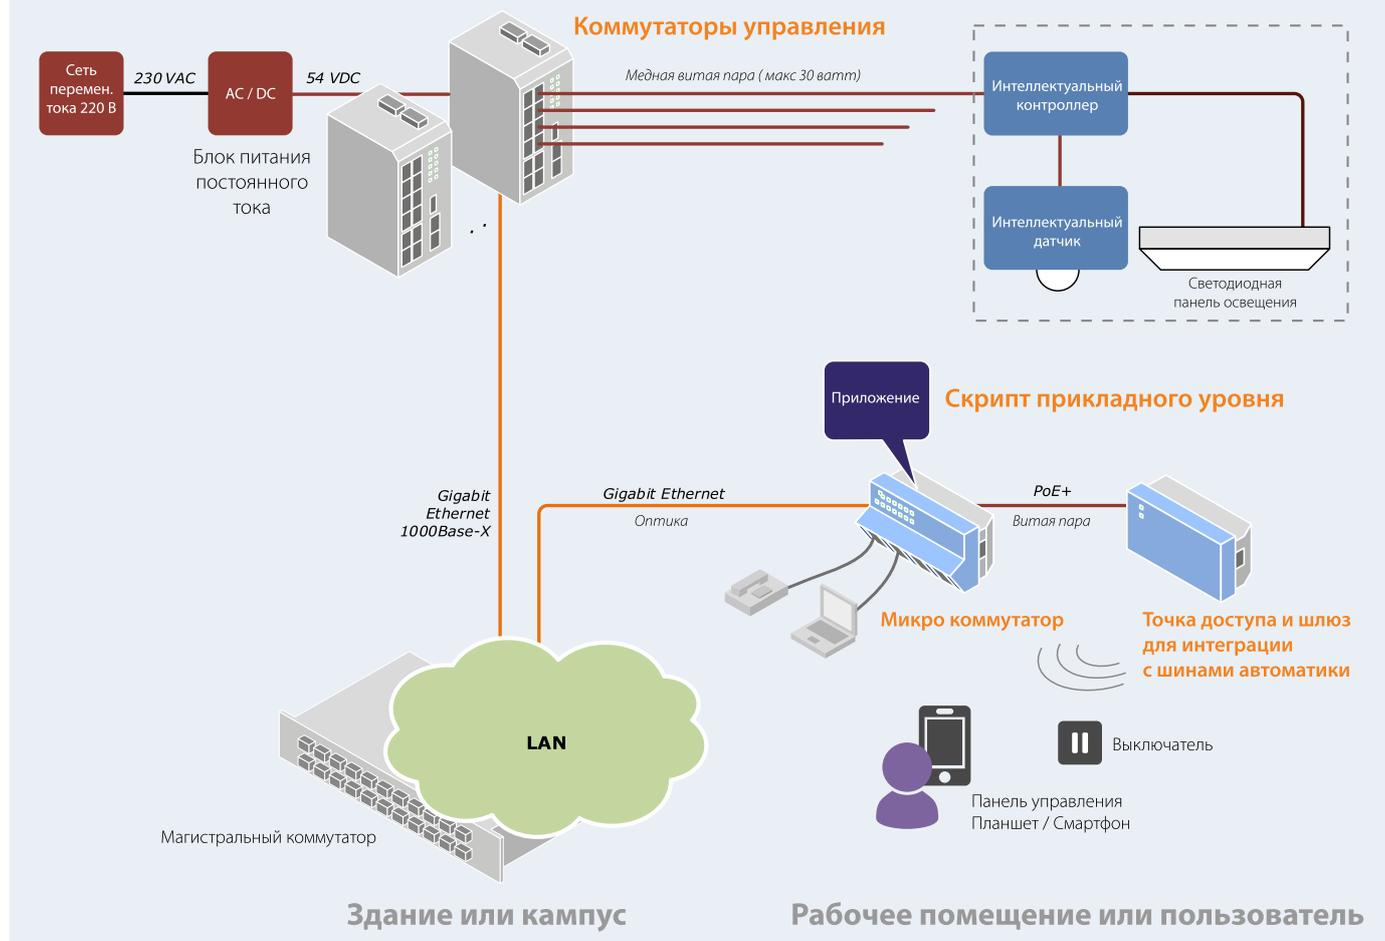 Коммутаторы управления
Сеть
перемен.
тока 220 В
230 VAC
AC / DC
54 VDC
Блок питания
постоянного
тока
Медная витая пара ( макс 30 ватт)
Интеллектуальный
контроллер
Интеллектуальный
датчик
Светодиодная
панель освещения
Приложение
Скрипт прикладного уровня
Gigabit
Ethernet
1000Base-X
Gigabit Ethernet
Оптика
PoE+
Витая пара
Микро коммутатор
Точка доступа и шлюз
для интеграции
с шинами автоматики
LAN
Выключатель
Панель управления
Планшет / Смартфон
Магистральный коммутатор
Здание или кампус
Рабочее помещение или пользователь